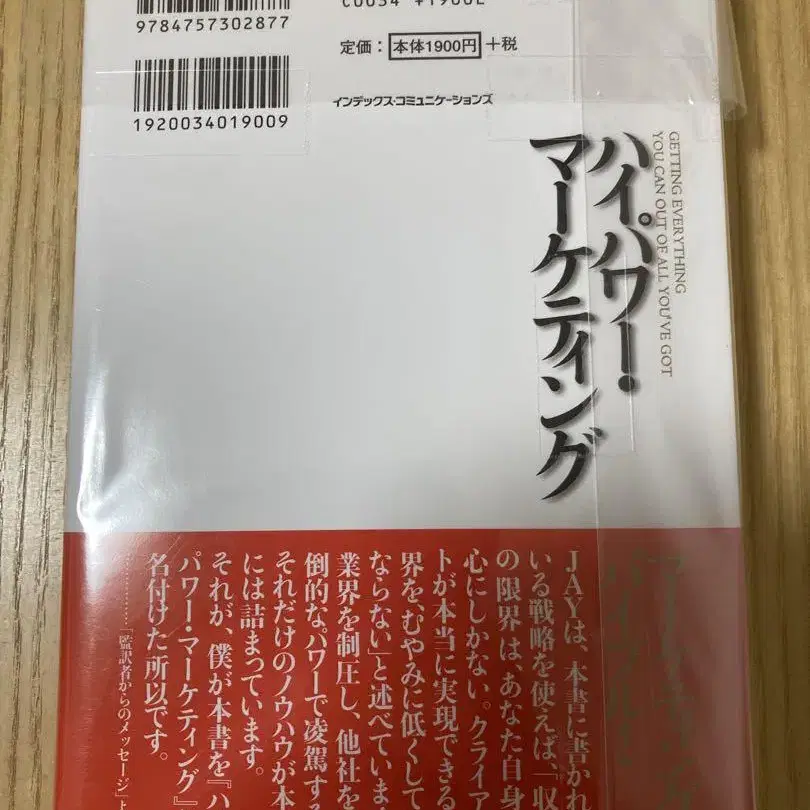 9784757302877
C0034 ¥1900E
定価：本体1900円＋税
1920034019009
インデックス・コミュニケーションズ
GETTING EVERYTHING
YOU CAN OUT OF ALL YOU'VE GOT
ハイパワー・
マーケティング
JAYは、本書に書かれ
いる戦略を使えば、「収
の限界は、あなた自身
心にしかない。クライア
トが本当に実現できる
界を、むやみに低くして
ならない」と述べていま
業界を制圧し、他社を
倒的なパワーで凌駕する
それだけのノウハウが本
には詰まっています。
それが、僕が本書を『ハ
パワー・マーケティング』
名付けた所以です。
…………「監訳者からのメッセージ」よ